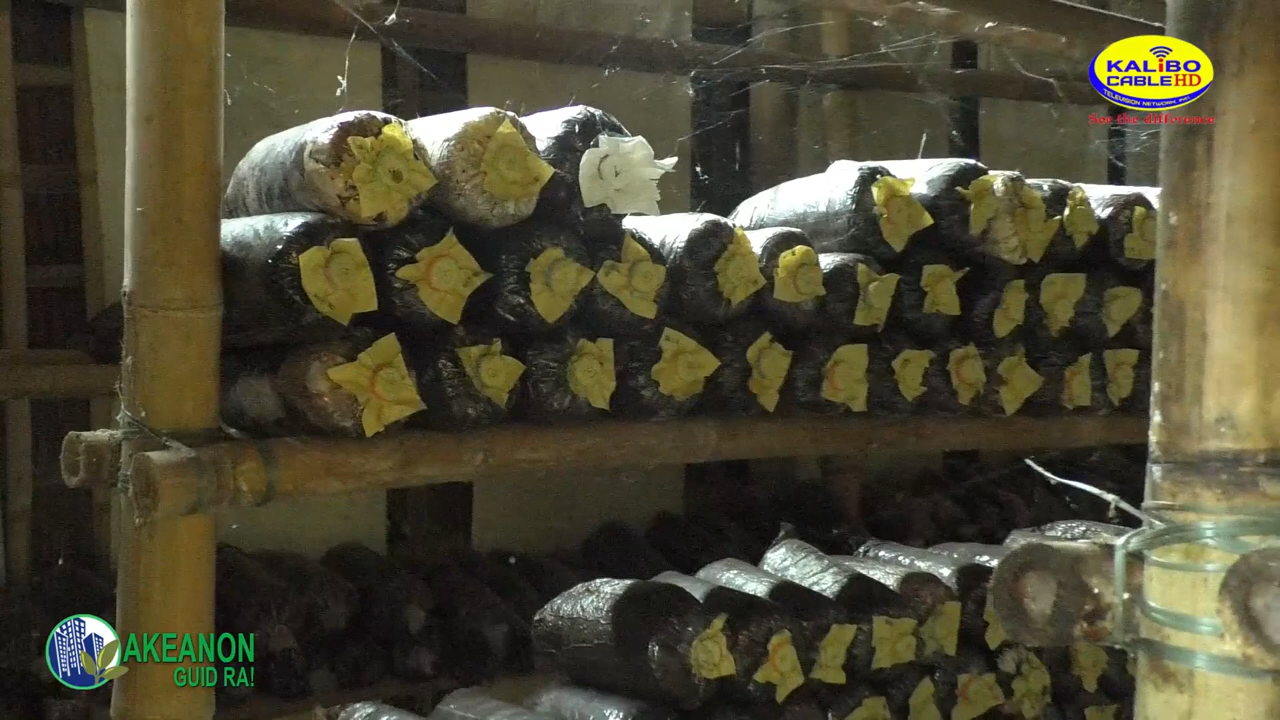 KALiBO
CABLE HD
TELEVISION NETWORK INC.
See the difference
AKEANON
GUID RA!